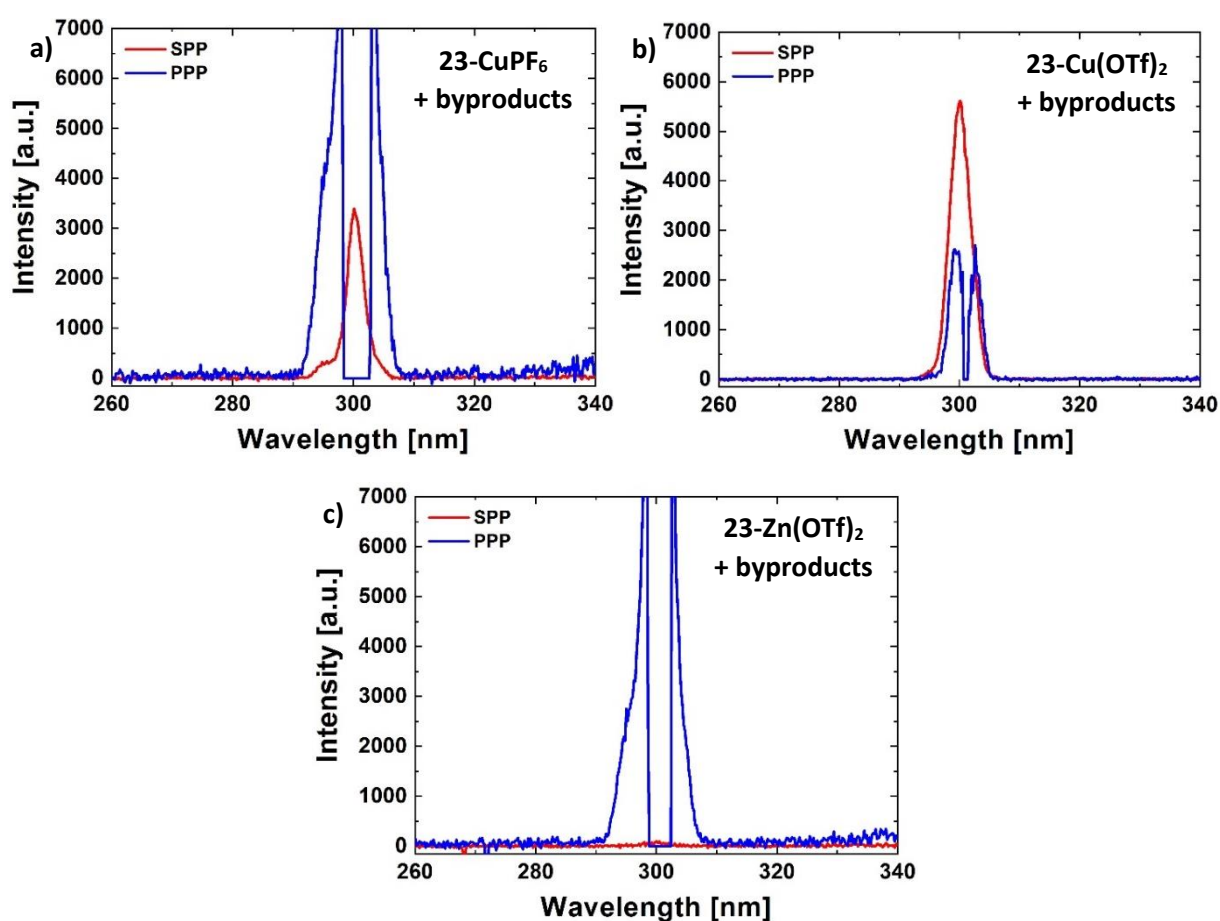 a)
SPP
PPP
23-CuPF₆
+ byproducts
7000
6000
5000
4000
3000
2000
1000
0
Intensity [a.u.]
260 280 300 320 340
Wavelength [nm]
b)
SPP
PPP
23-Cu(OTf)₂
+ byproducts
7000
6000
5000
4000
3000
2000
1000
0
Intensity [a.u.]
260 280 300 320 340
Wavelength [nm]
c)
SPP
PPP
23-Zn(OTf)₂
+ byproducts
7000
6000
5000
4000
3000
2000
1000
0
Intensity [a.u.]
260 280 300 320 340
Wavelength [nm]